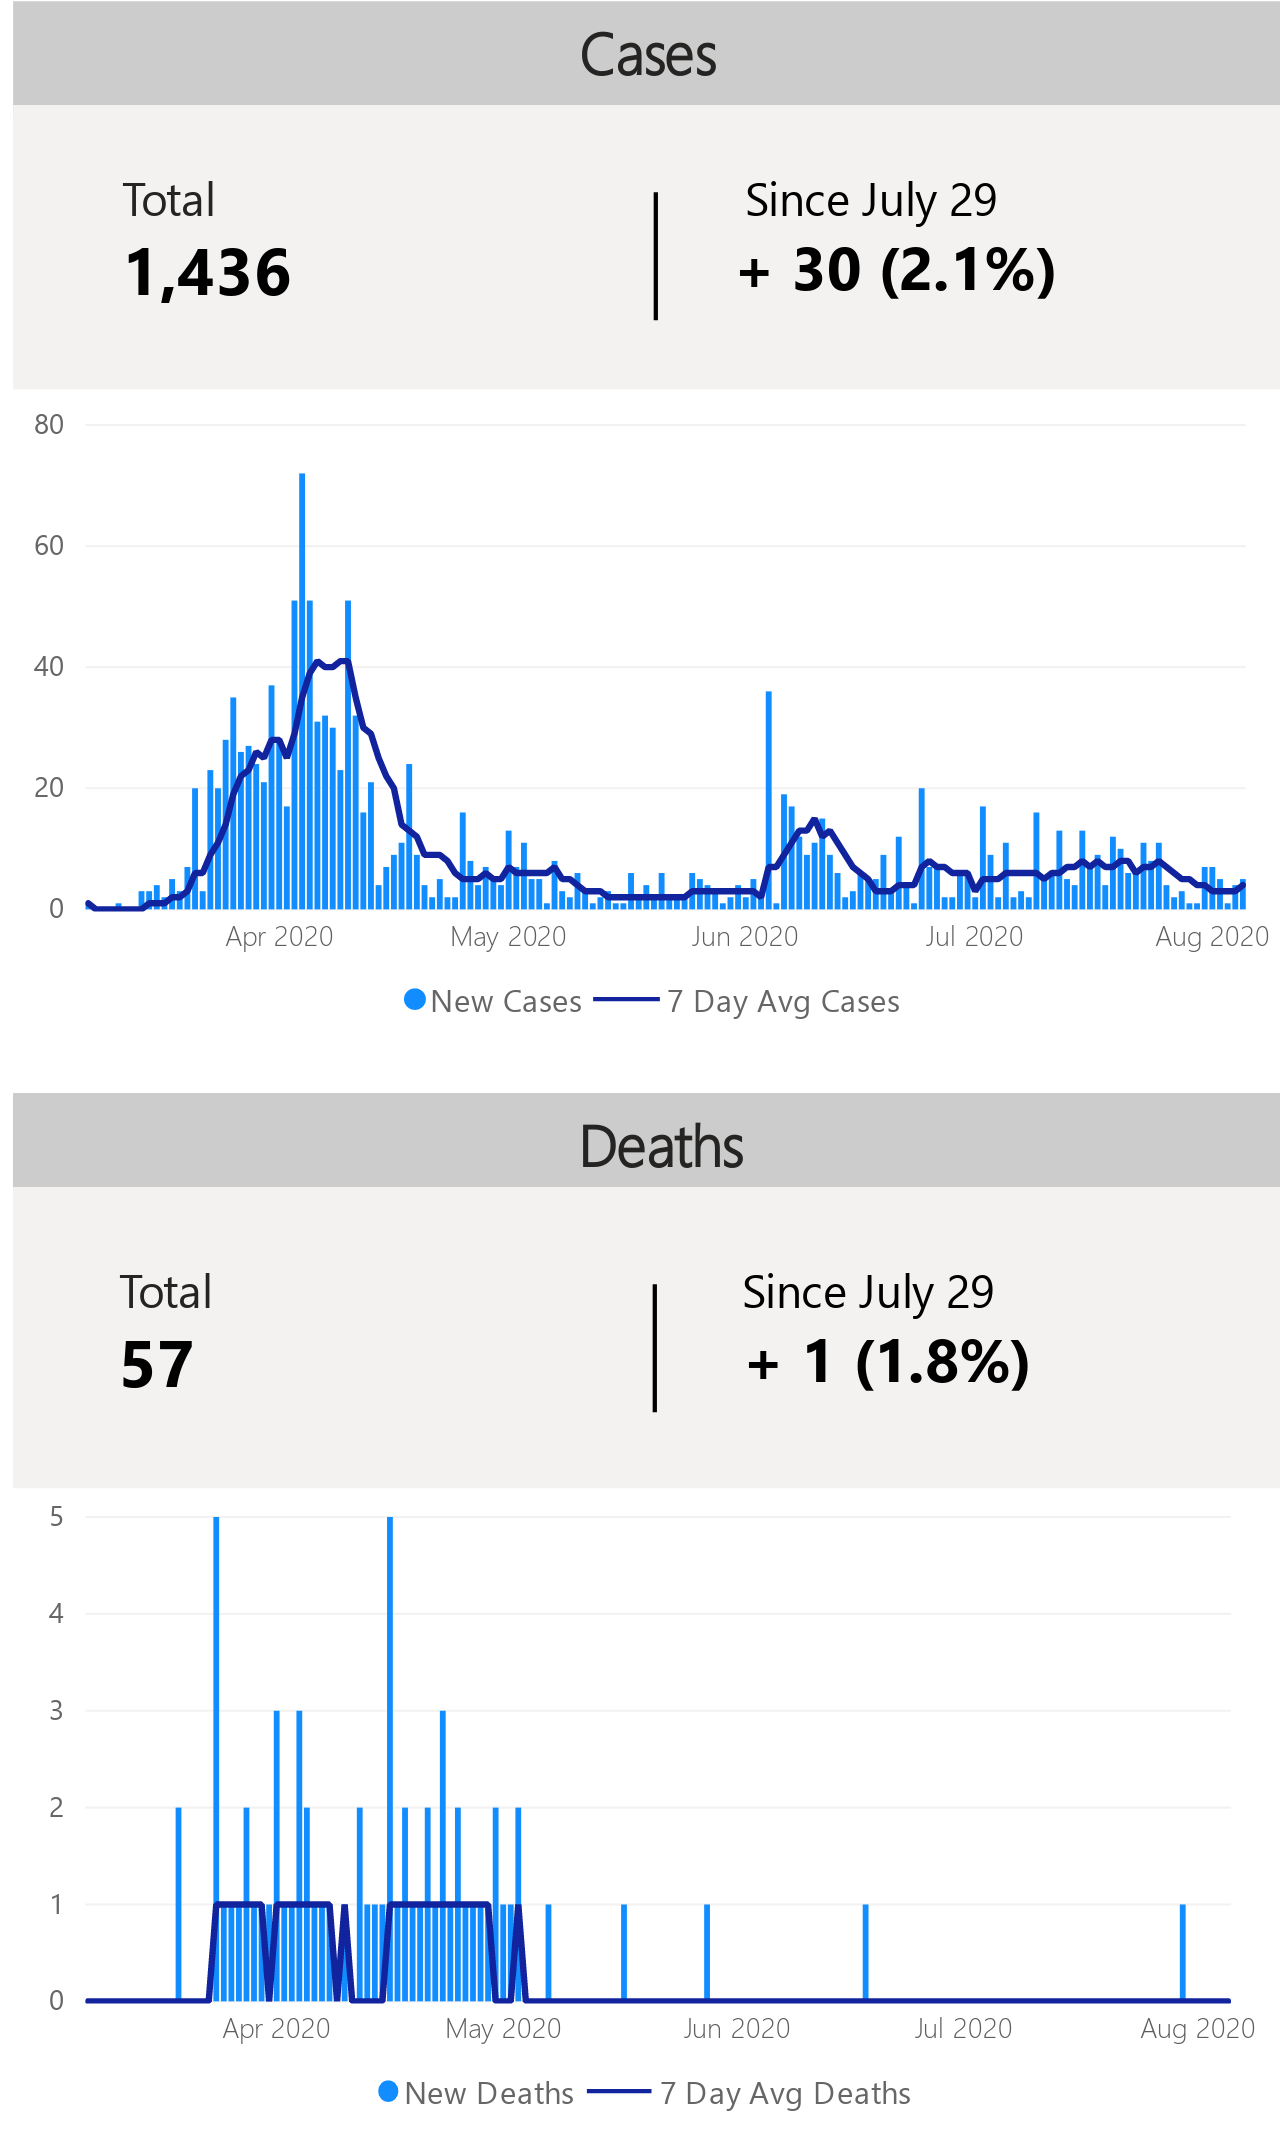 Cases
Total
1,436
Since July 29
+ 30 (2.1%)
80
60
40
20
0
Apr 2020
May 2020
Jun 2020
Jul 2020
Aug 2020
New Cases
7 Day Avg Cases
Deaths
Total
57
Since July 29
+ 1 (1.8%)
5
4
3
2
1
0
Apr 2020
May 2020
Jun 2020
Jul 2020
Aug 2020
New Deaths
7 Day Avg Deaths